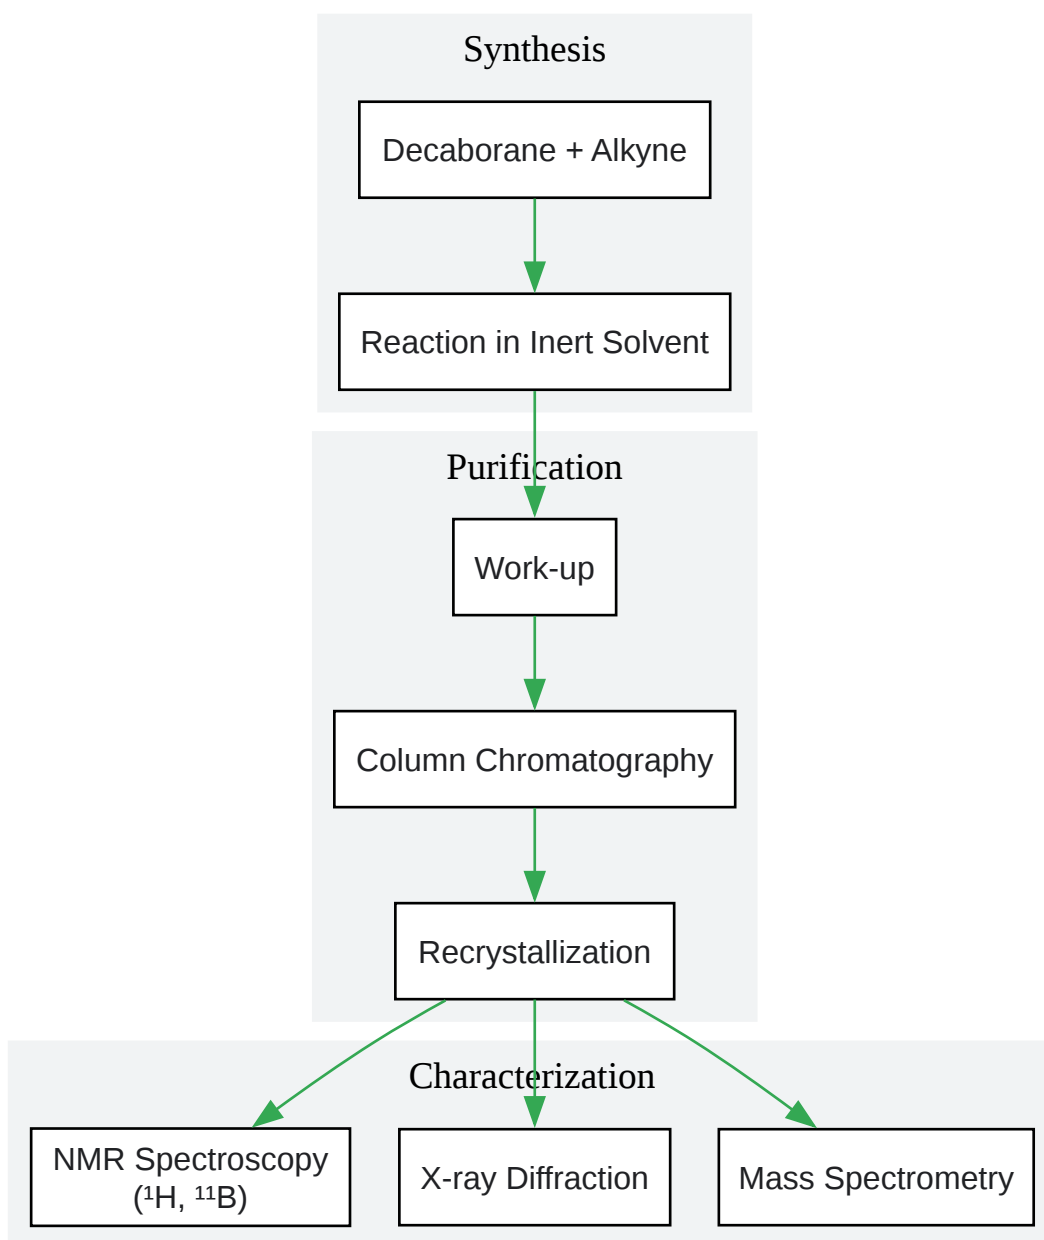 Synthesis
Decaborane + Alkyne
Reaction in Inert Solvent
Purification
Work-up
Column Chromatography
Recrystallization
Characterization
NMR Spectroscopy
(¹H, ¹¹B)
X-ray Diffraction
Mass Spectrometry